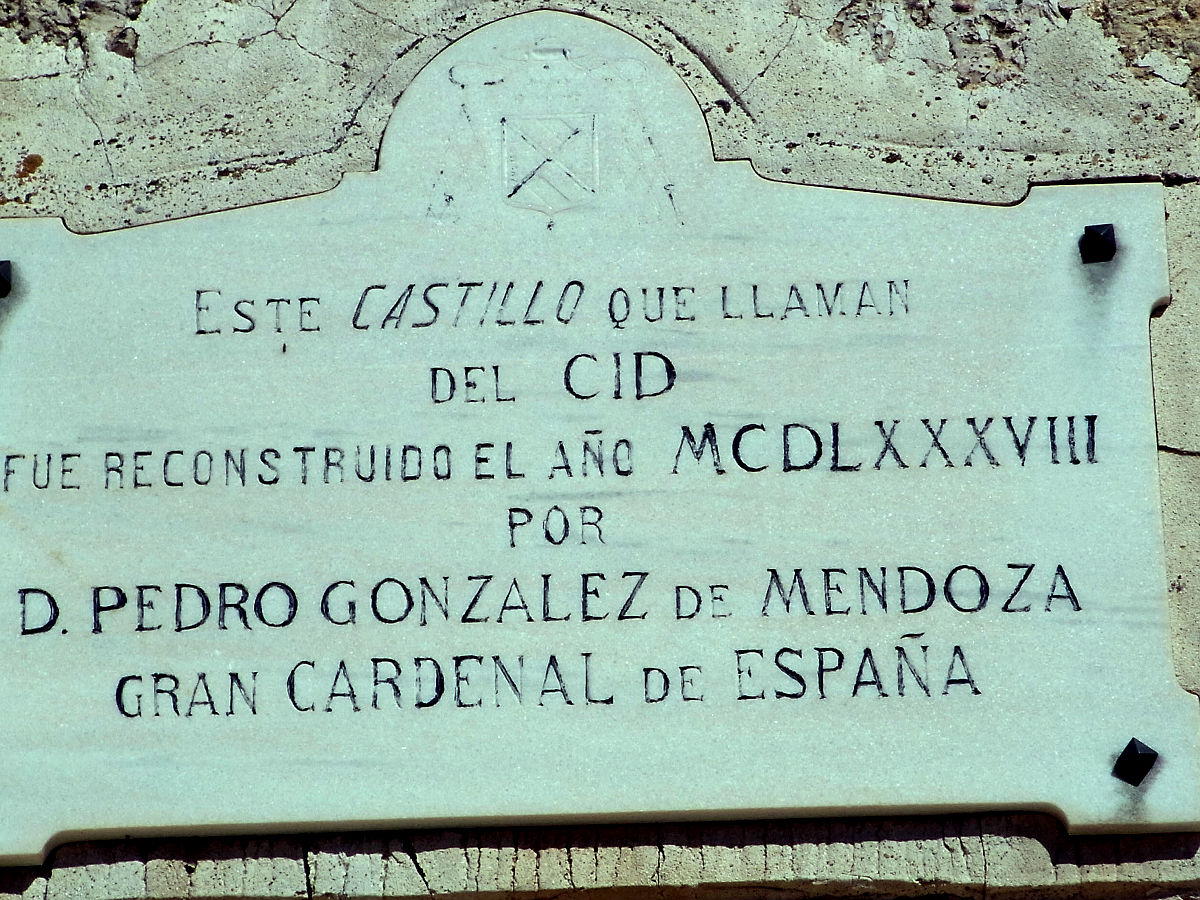 ESTE CASTILLO QUE LLAMAN
DEL CID
FUE RECONSTRUIDO EL AÑO MCDLXXXVIII
POR
D. PEDRO GONZALEZ DE MENDOZA
GRAN CARDENAL DE ESPAÑA